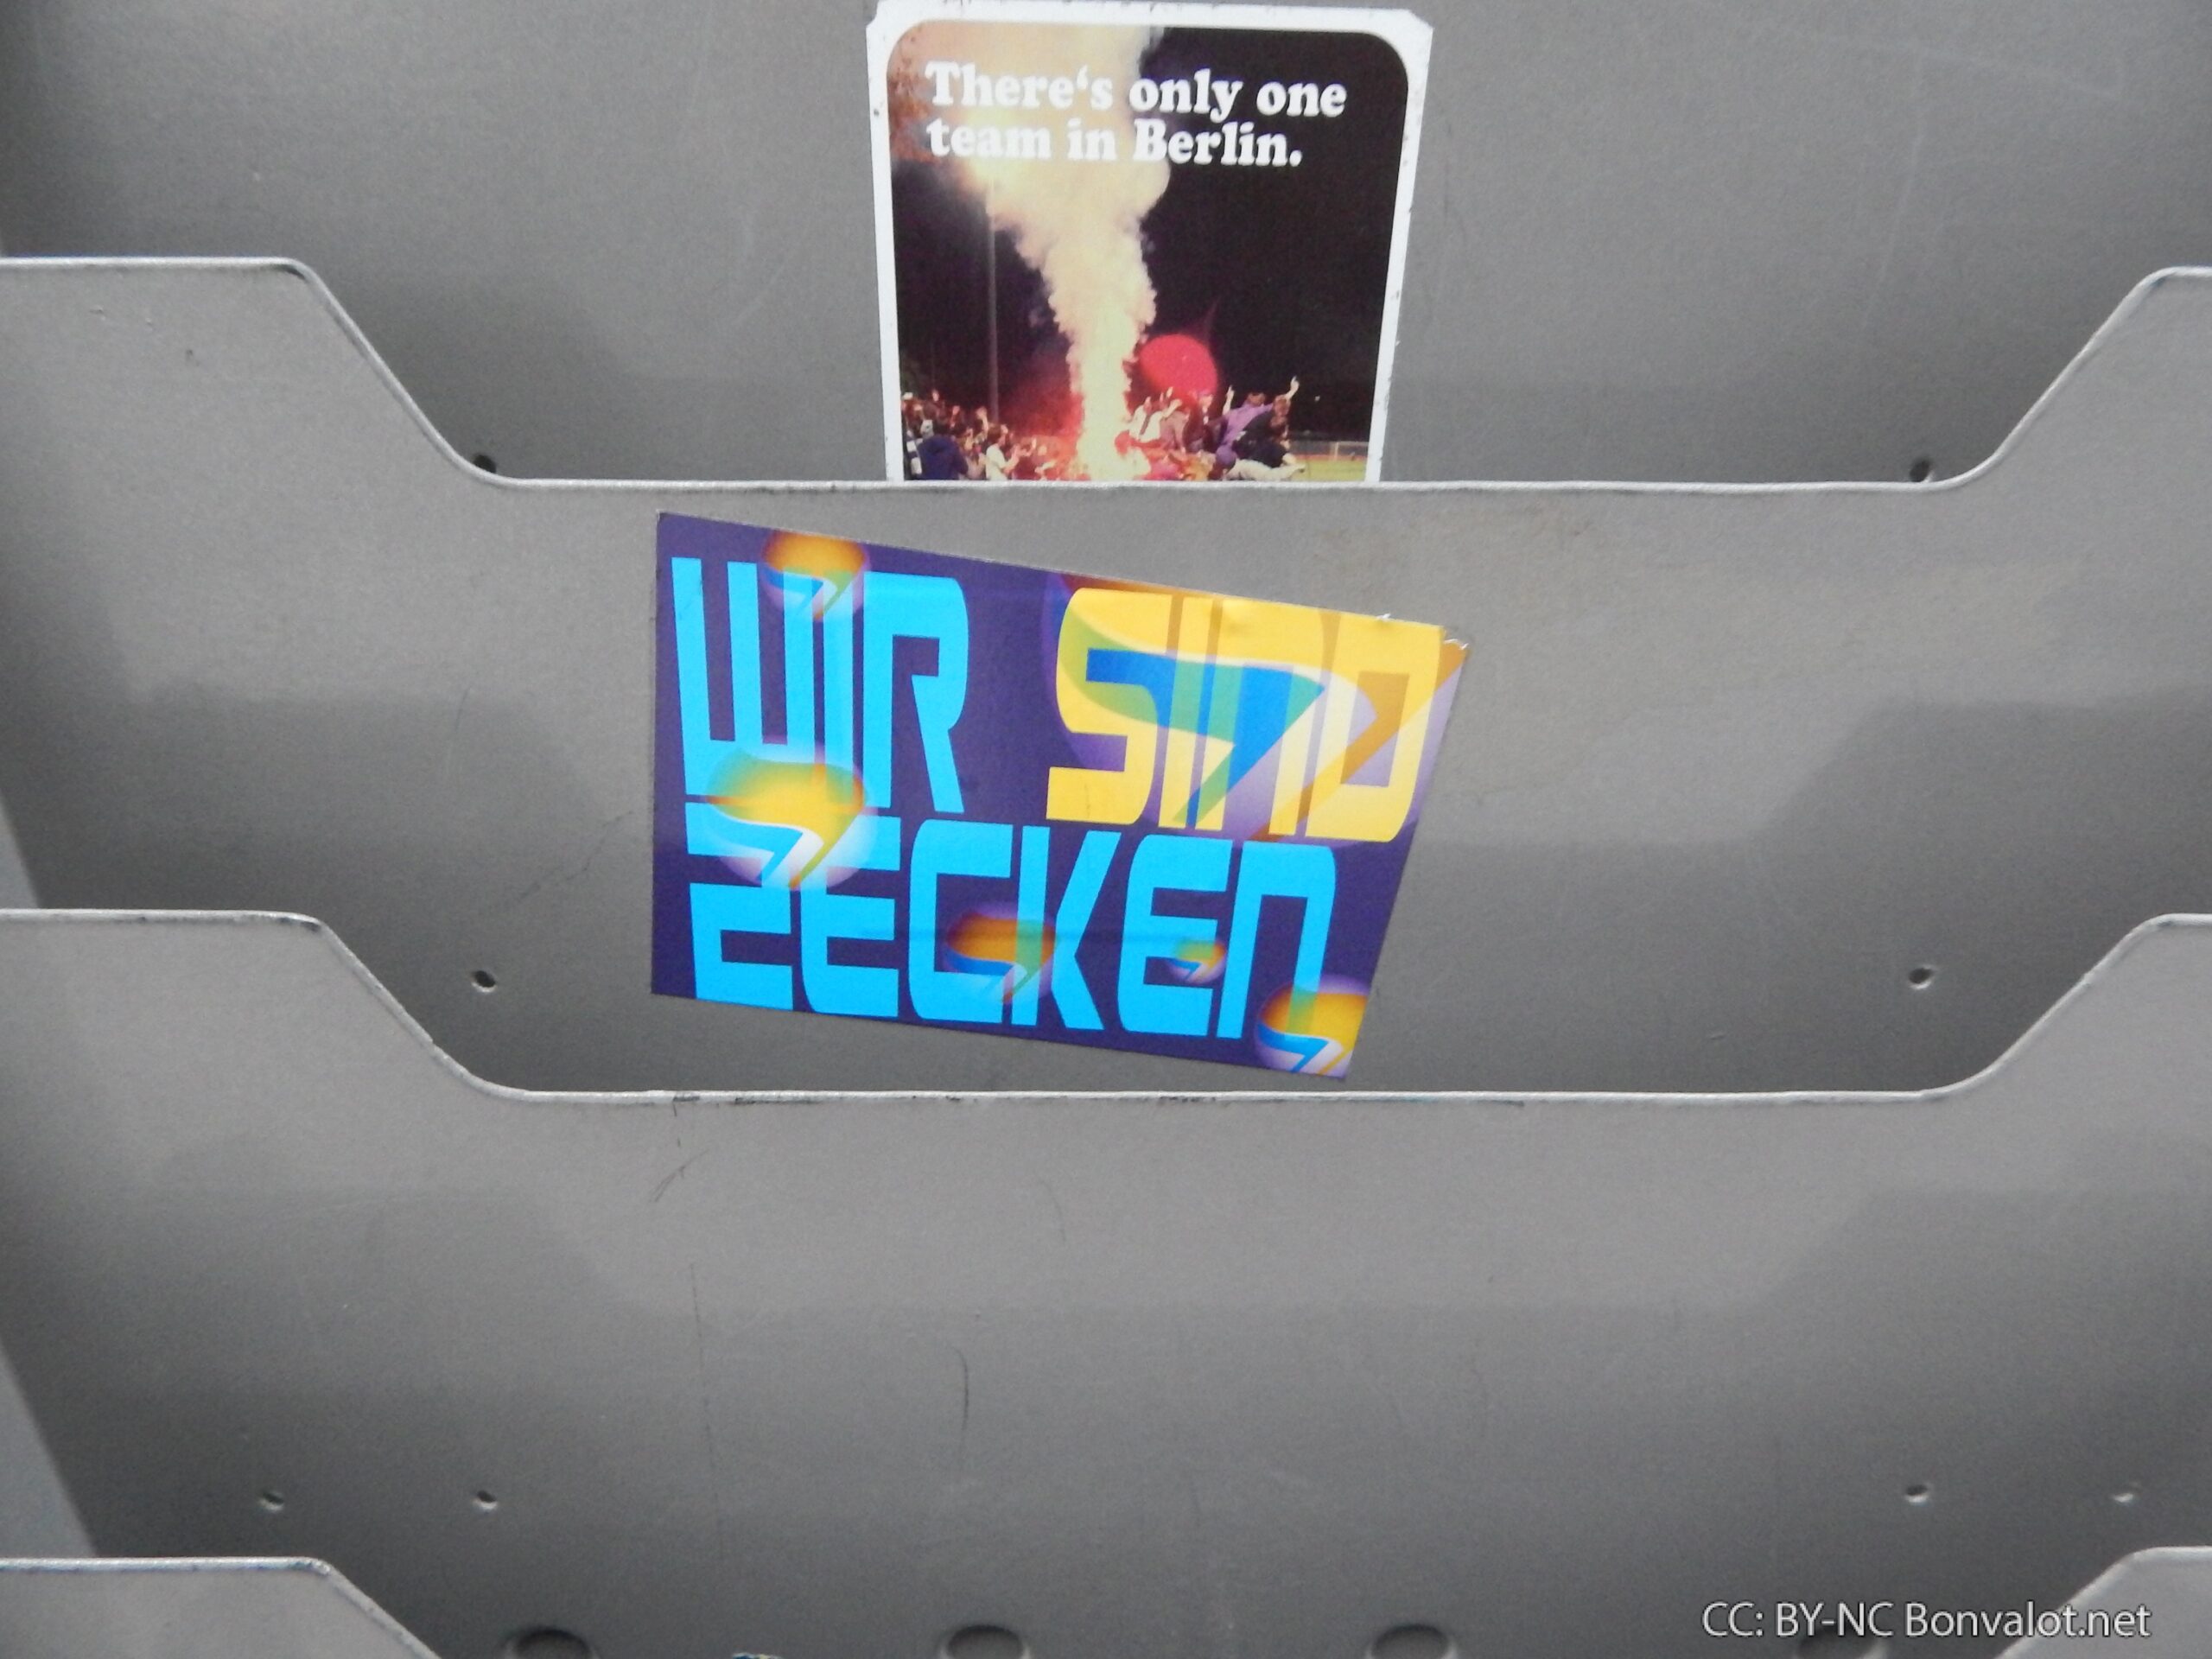 There‘s only one
team in Berlin.
WIR SIND
ZECKEN
CC: BY-NC Bonvalot.net